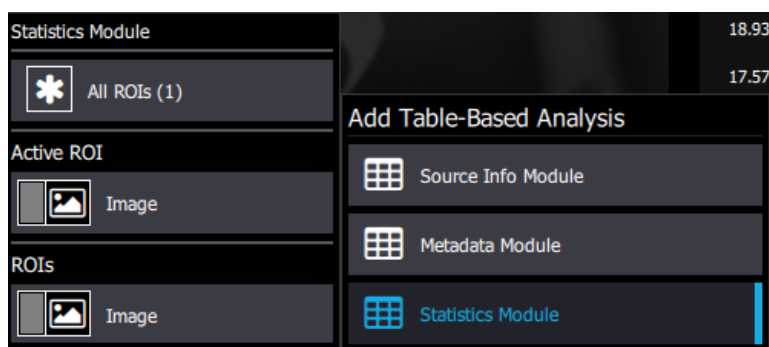 Statistics Module
All ROIs (1)
Active ROI
Image
ROIs
Image
18.93
17.57
Add Table-Based Analysis
Source Info Module
Metadata Module
Statistics Module